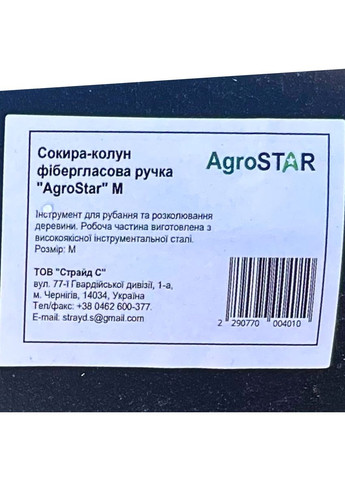 Сокира-колун
фібергласова ручка
"AgroStar" М
AgroSTAR
Інструмент для рубання та розколювання
деревини. Робоча частина виготовлена з
високоякісної інструментальної сталі.
Розмір: М
ТОВ "Страйд С"
вул. 77-ї Гвардійської дивізії, 1-а,
м. Чернігів, 14034, Україна
Тел/факс: +38 0462 600-377.
E-mail: strayd.s@gmail.com
2 290770 004010